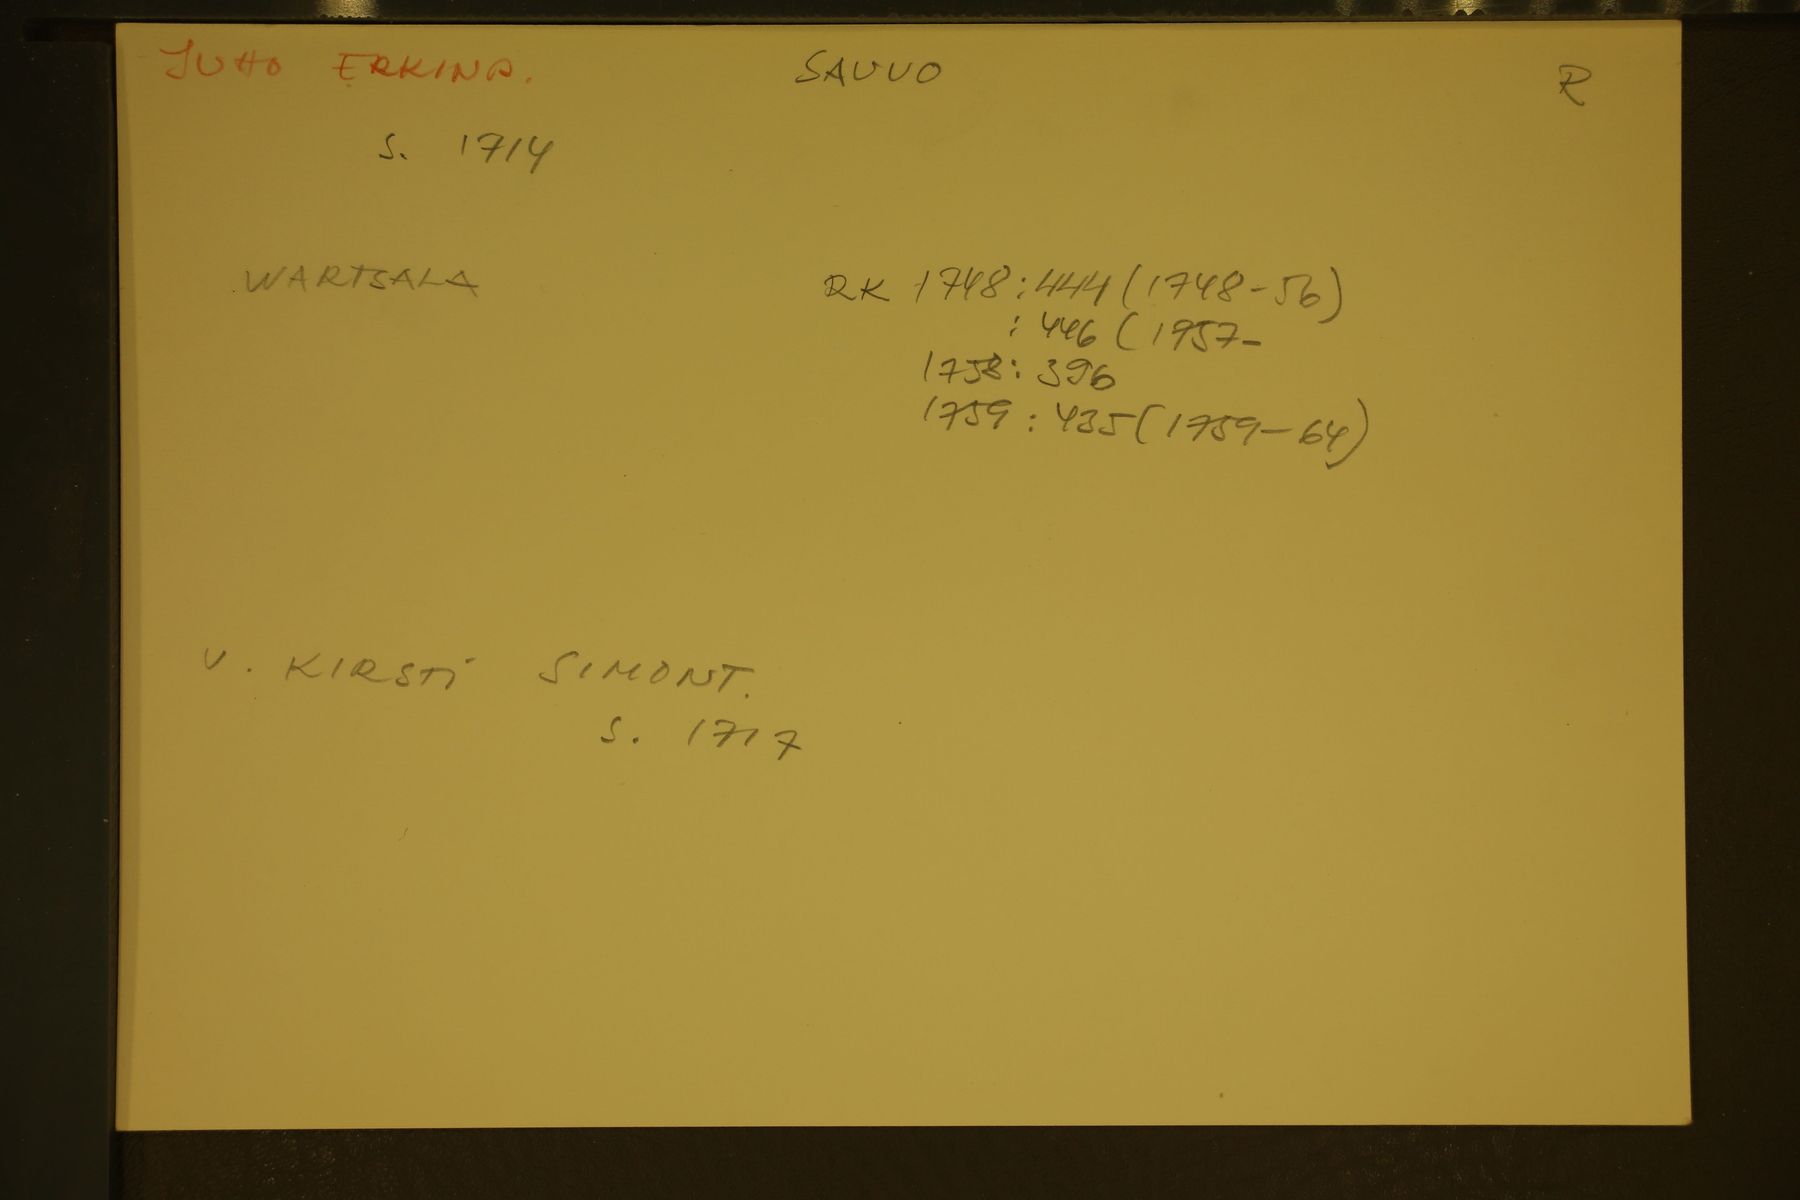 JUHO ERKINP. SAUVO R
S. 1714
WARTSALA RK 1748:444 (1748-56)
:446 (1957-
1758: 396
1759: 435 (1759-64)
V. KIRSTI SIMONT.
S. 1717